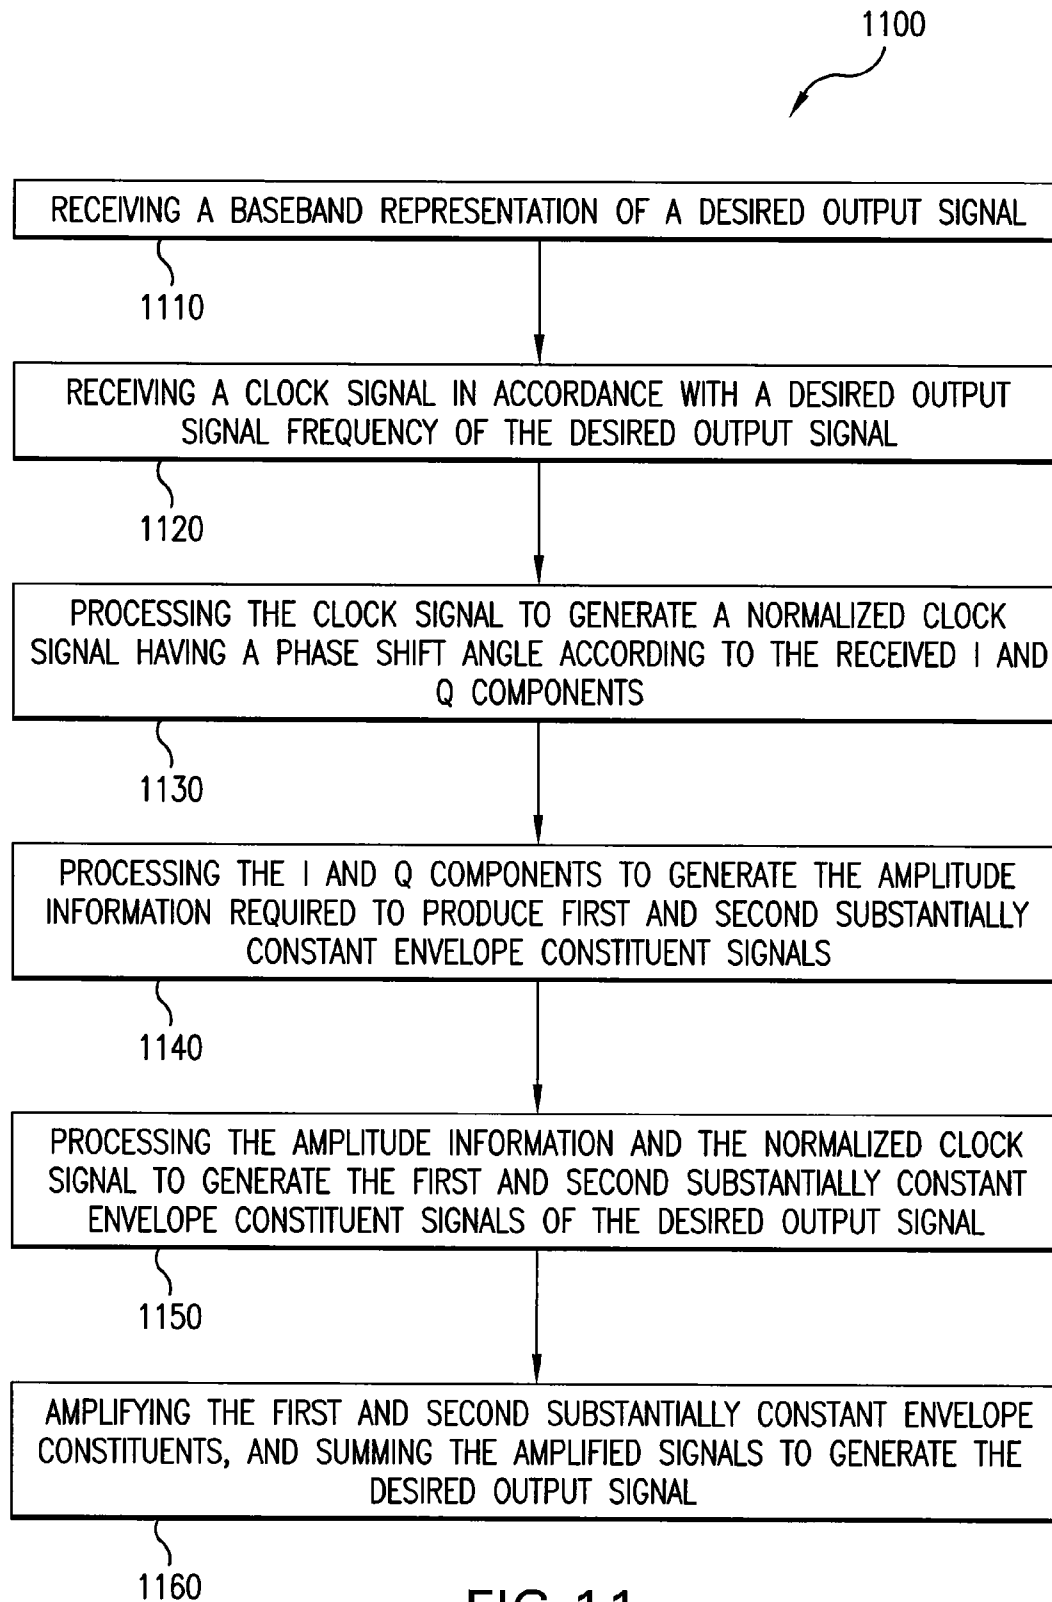 1100
RECEIVING A BASEBAND REPRESENTATION OF A DESIRED OUTPUT SIGNAL
1110
RECEIVING A CLOCK SIGNAL IN ACCORDANCE WITH A DESIRED OUTPUT
SIGNAL FREQUENCY OF THE DESIRED OUTPUT SIGNAL
1120
PROCESSING THE CLOCK SIGNAL TO GENERATE A NORMALIZED CLOCK
SIGNAL HAVING A PHASE SHIFT ANGLE ACCORDING TO THE RECEIVED I AND
Q COMPONENTS
1130
PROCESSING THE I AND Q COMPONENTS TO GENERATE THE AMPLITUDE
INFORMATION REQUIRED TO PRODUCE FIRST AND SECOND SUBSTANTIALLY
CONSTANT ENVELOPE CONSTITUENT SIGNALS
1140
PROCESSING THE AMPLITUDE INFORMATION AND THE NORMALIZED CLOCK
SIGNAL TO GENERATE THE FIRST AND SECOND SUBSTANTIALLY CONSTANT
ENVELOPE CONSTITUENT SIGNALS OF THE DESIRED OUTPUT SIGNAL
1150
AMPLIFYING THE FIRST AND SECOND SUBSTANTIALLY CONSTANT ENVELOPE
CONSTITUENTS, AND SUMMING THE AMPLIFIED SIGNALS TO GENERATE THE
DESIRED OUTPUT SIGNAL
1160
FIG. 11